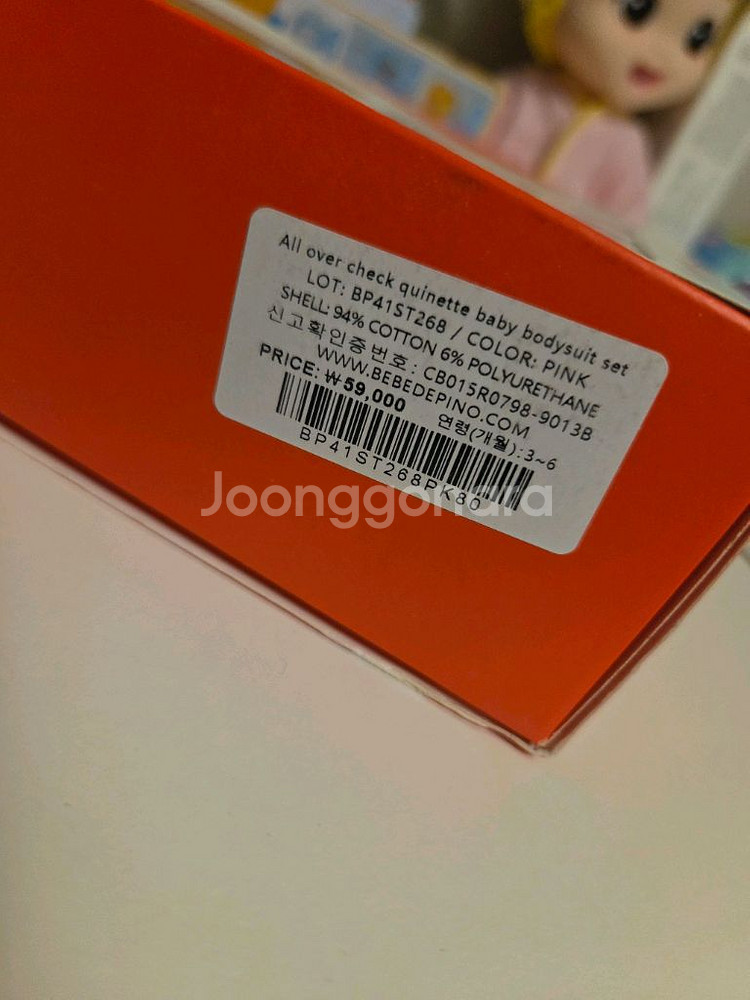 All over check quinette baby bodysuit set
LOT: BP41ST268 / COLOR: PINK
SHELL: 94% COTTON 6% POLYURETHANE
신고확인증번호: CB015R0798-9013B
WWW.BEBEDEPINO.COM
PRICE: ₩59,000 연령(개월):3~6
BP41ST268PK80
Joonggonara